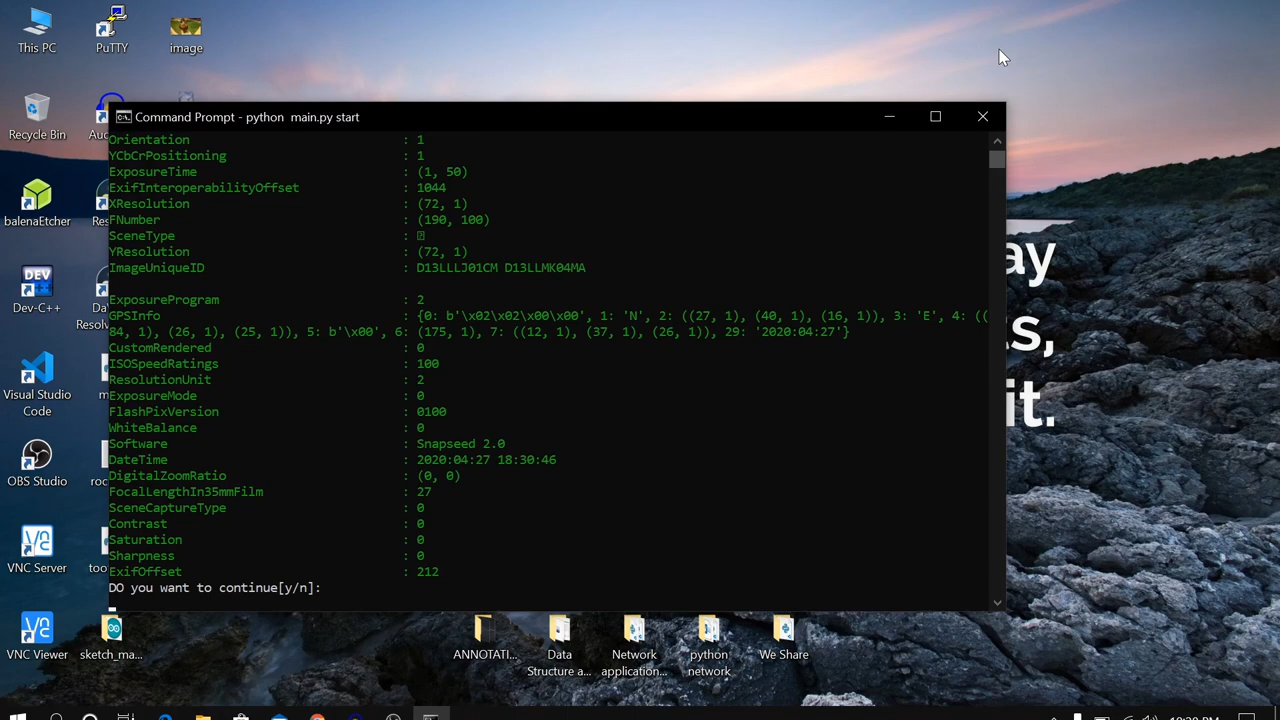 This PC
PuTTY
image
Recycle Bin
Command Prompt - python  main.py start
Orientation : 1
YCbCrPositioning : 1
ExposureTime : (1, 50)
ExifInteroperabilityOffset : 1044
XResolution : (72, 1)
FNumber : (190, 100)
SceneType :
YResolution : (72, 1)
ImageUniqueID : D13LLLJ01CM D13LLMK04MA
ExposureProgram : 2
GPSInfo : {0: b'\x02\x02\x00\x00', 1: 'N', 2: ((27, 1), (40, 1), (16, 1)), 3: 'E', 4: ((
84, 1), (26, 1), (25, 1)), 5: b'\x00', 6: (175, 1), 7: ((12, 1), (37, 1), (26, 1)), 29: '2020:04:27'}
CustomRendered : 0
ISOSpeedRatings : 100
ResolutionUnit : 2
ExposureMode : 0
FlashPixVersion : 0100
WhiteBalance : 0
Software : Snapseed 2.0
DateTime : 2020:04:27 18:30:46
DigitalZoomRatio : (0, 0)
FocalLengthIn35mmFilm : 27
SceneCaptureType : 0
Contrast : 0
Saturation : 0
Sharpness : 0
ExifOffset : 212
DO you want to continue[y/n]:
balenaEtcher
DEV
Dev-C++
Visual Studio
Code
OBS Studio
VNC Server
VNC Viewer
sketch_ma...
ANNOTATI...
Data
Structure a...
Network
application...
python
network
We Share
it.